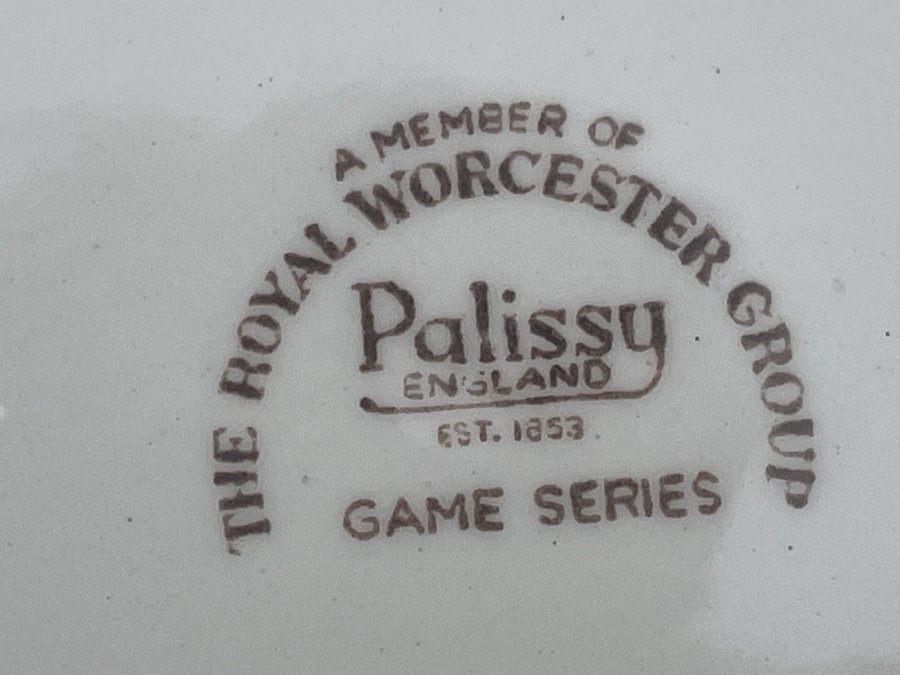 A MEMBER OF
THE ROYAL WORCESTER GROUP
Palissy
ENGLAND
EST. 1853
GAME SERIES